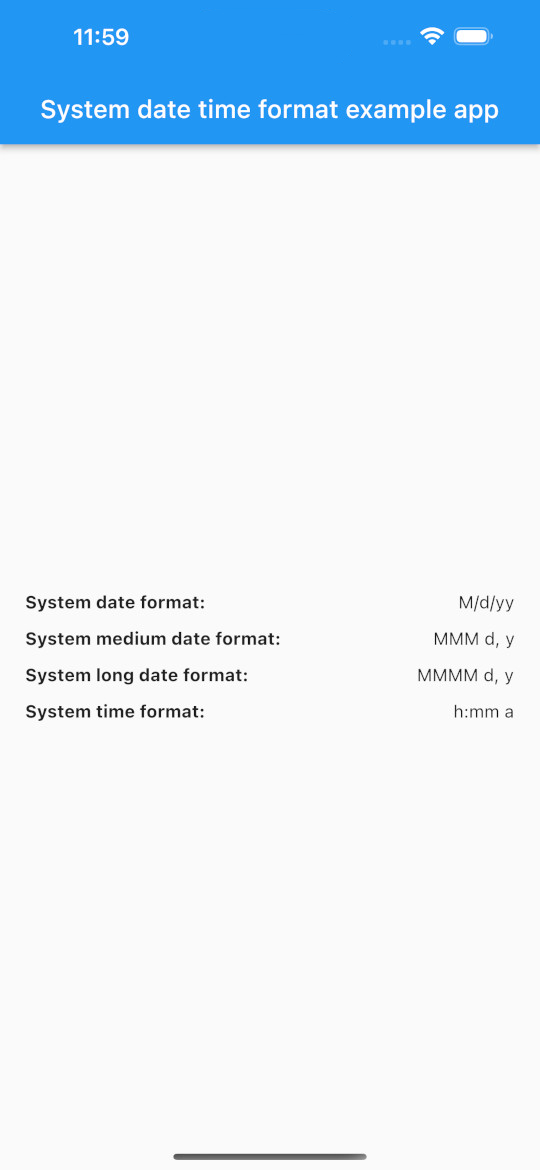 11:59
System date time format example app
System date format: M/d/yy
System medium date format: MMM d, y
System long date format: MMMM d, y
System time format: h:mm a